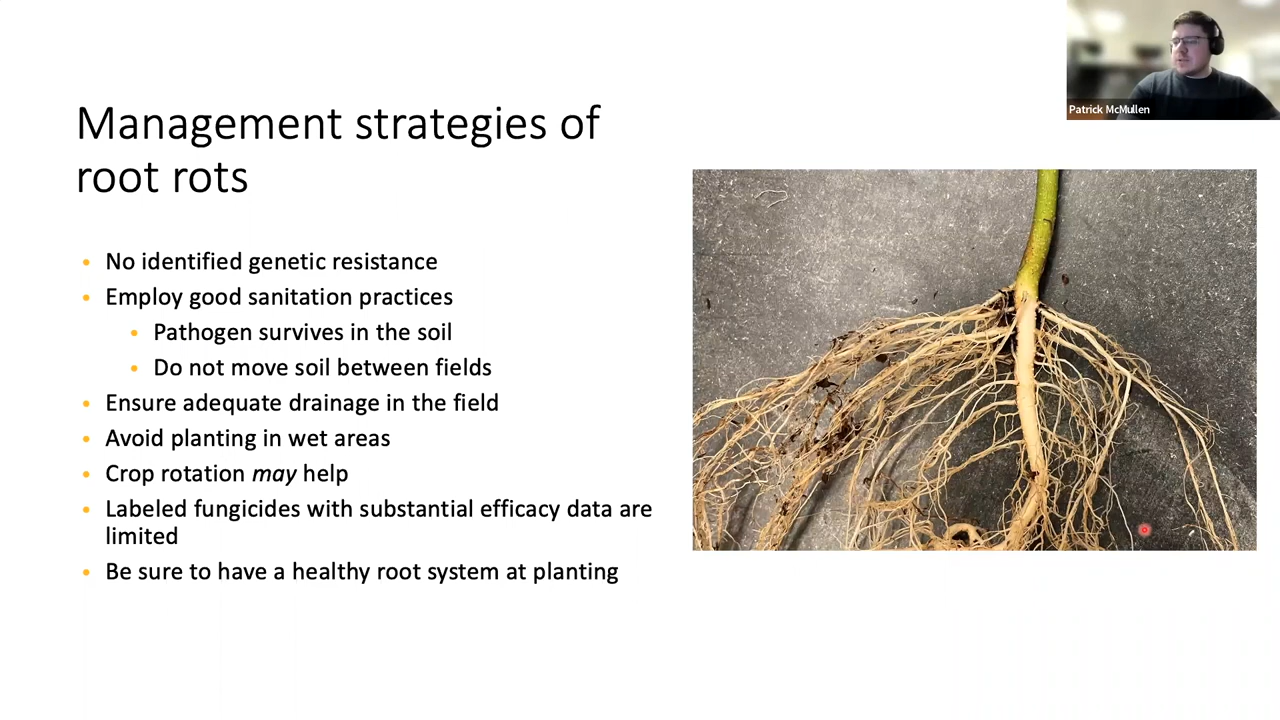 Patrick McMullen
Management strategies of
root rots
• No identified genetic resistance
• Employ good sanitation practices
• Pathogen survives in the soil
• Do not move soil between fields
• Ensure adequate drainage in the field
• Avoid planting in wet areas
• Crop rotation may help
• Labeled fungicides with substantial efficacy data are
limited
• Be sure to have a healthy root system at planting